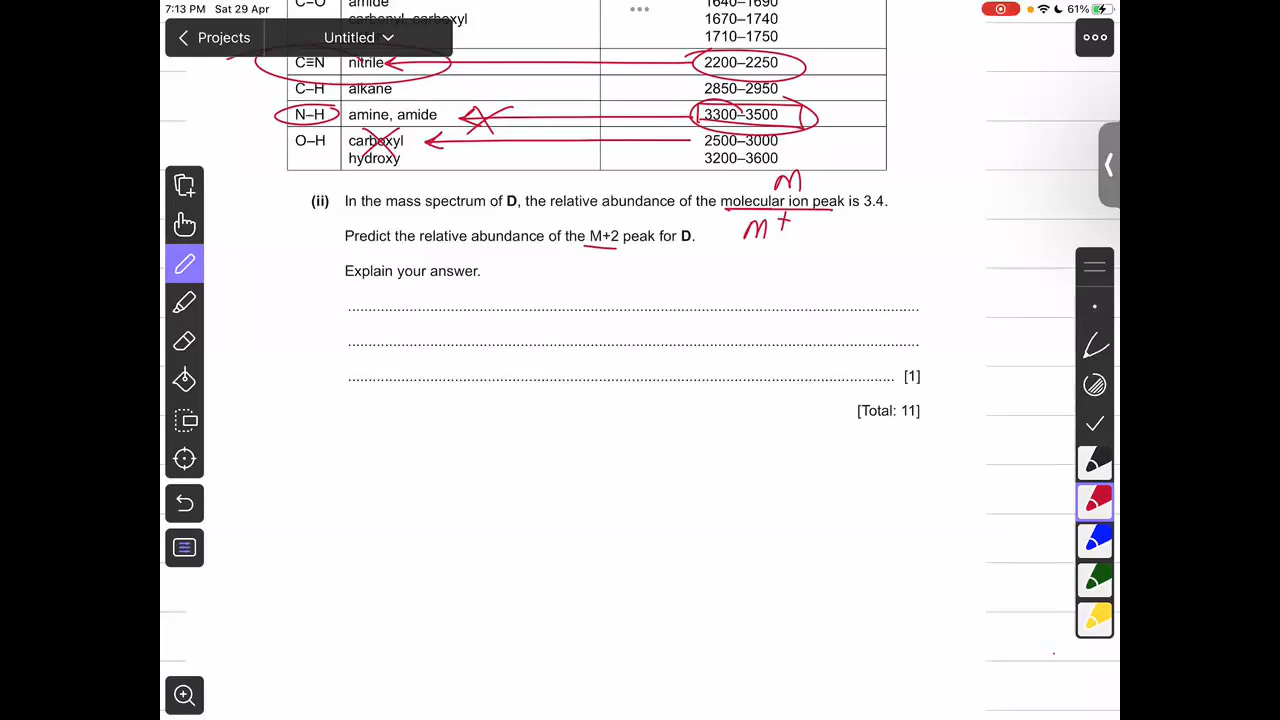 7:13 PM Sat 29 Apr
61%
Projects
Untitled
C=O amide 1640–1690
carbonyl, carboxyl 1670–1740
1710–1750
C≡N nitrile 2200–2250
C–H alkane 2850–2950
N–H amine, amide 3300–3500
O–H carboxyl 2500–3000
hydroxy 3200–3600
M
(ii) In the mass spectrum of D, the relative abundance of the molecular ion peak is 3.4.
M+
Predict the relative abundance of the M+2 peak for D.
Explain your answer.
[1]
[Total: 11]